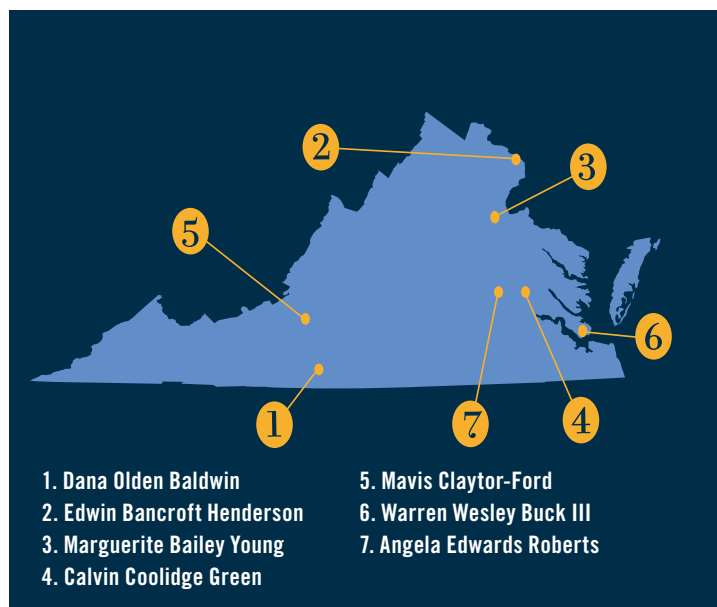 2
3
5
6
1
7
4
1. Dana Olden Baldwin
2. Edwin Bancroft Henderson
3. Marguerite Bailey Young
4. Calvin Coolidge Green
5. Mavis Claytor-Ford
6. Warren Wesley Buck III
7. Angela Edwards Roberts